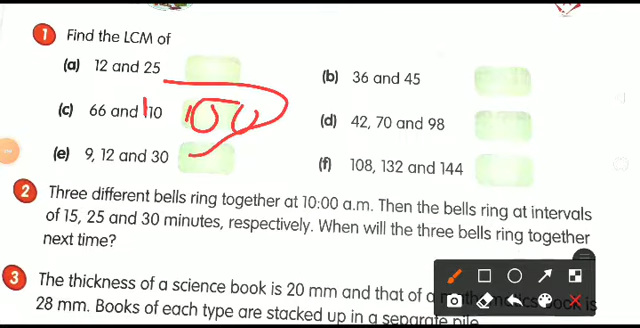 1 Find the LCM of
(a) 12 and 25
(b) 36 and 45
(c) 66 and 110 100
(d) 42, 70 and 98
(e) 9, 12 and 30
(f) 108, 132 and 144
2 Three different bells ring together at 10:00 a.m. Then the bells ring at intervals
of 15, 25 and 30 minutes, respectively. When will the three bells ring together
next time?
3 The thickness of a science book is 20 mm and that of a book is
28 mm. Books of each type are stacked up in a separate pile